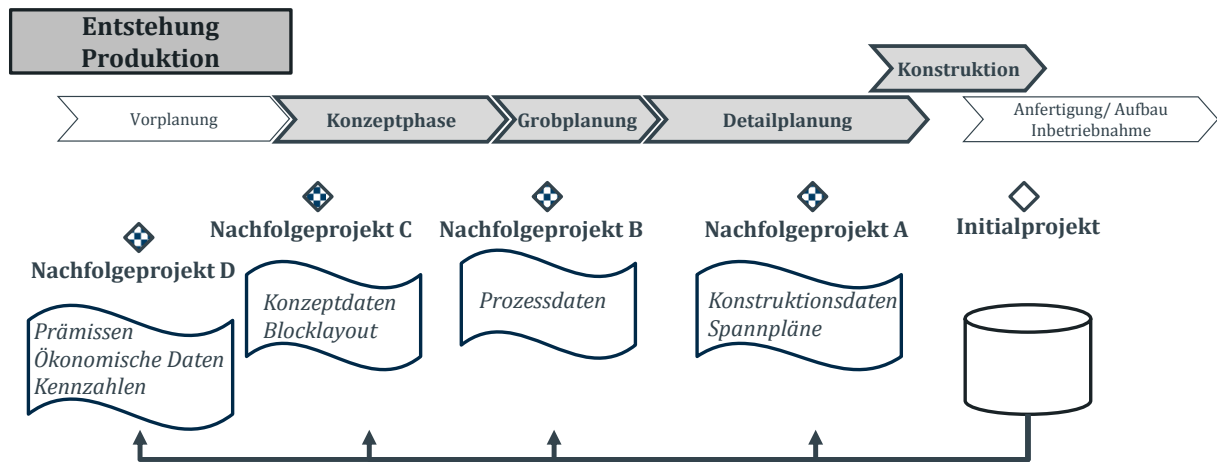 Entstehung
Produktion
Konstruktion
Vorplanung
Konzeptphase
Grobplanung
Detailplanung
Anfertigung/ Aufbau
Inbetriebnahme
Nachfolgeprojekt C
Nachfolgeprojekt B
Nachfolgeprojekt A
Initialprojekt
Nachfolgeprojekt D
Konzeptdaten
Blocklayout
Prozessdaten
Konstruktionsdaten
Spannpläne
Prämissen
Ökonomische Daten
Kennzahlen